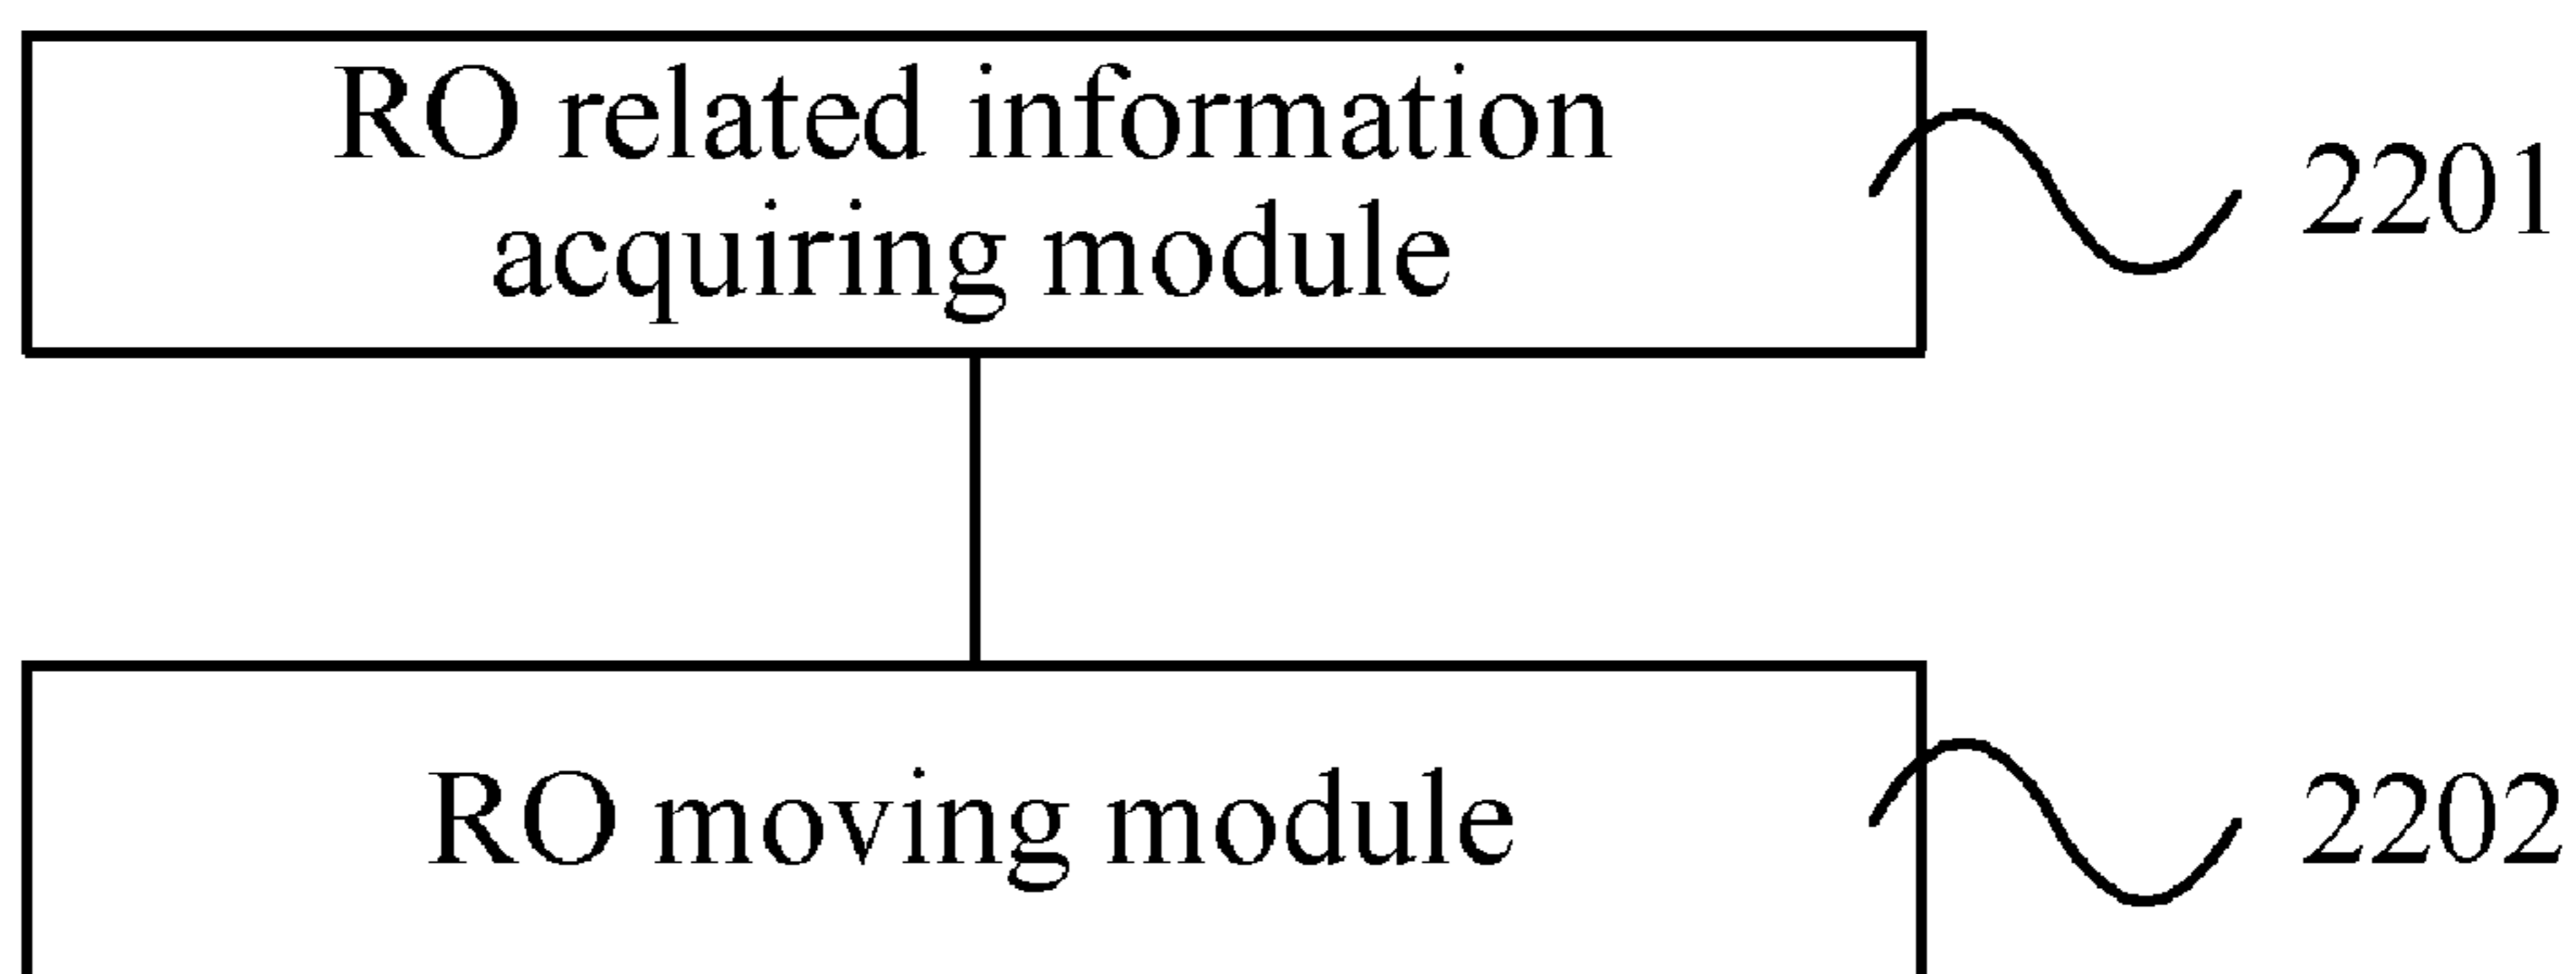 RO related information
acquiring module
2201
RO moving module
2202